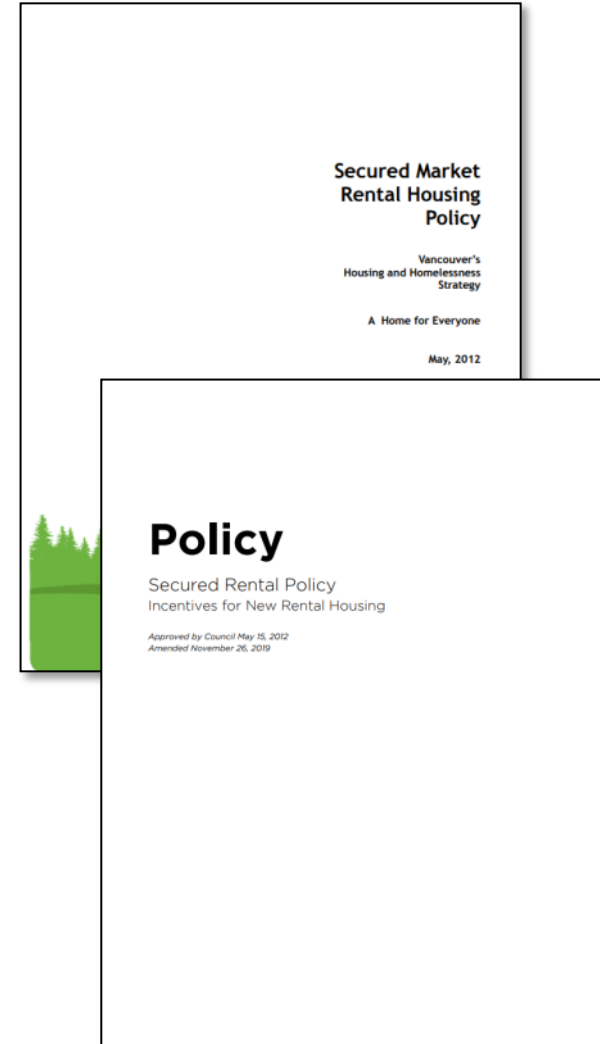 Secured Market
Rental Housing
Policy
Vancouver's
Housing and Homelessness
Strategy
A Home for Everyone
May, 2012
Policy
Secured Rental Policy
Incentives for New Rental Housing
Approved by Council May 15, 2012
Amended November 26, 2019